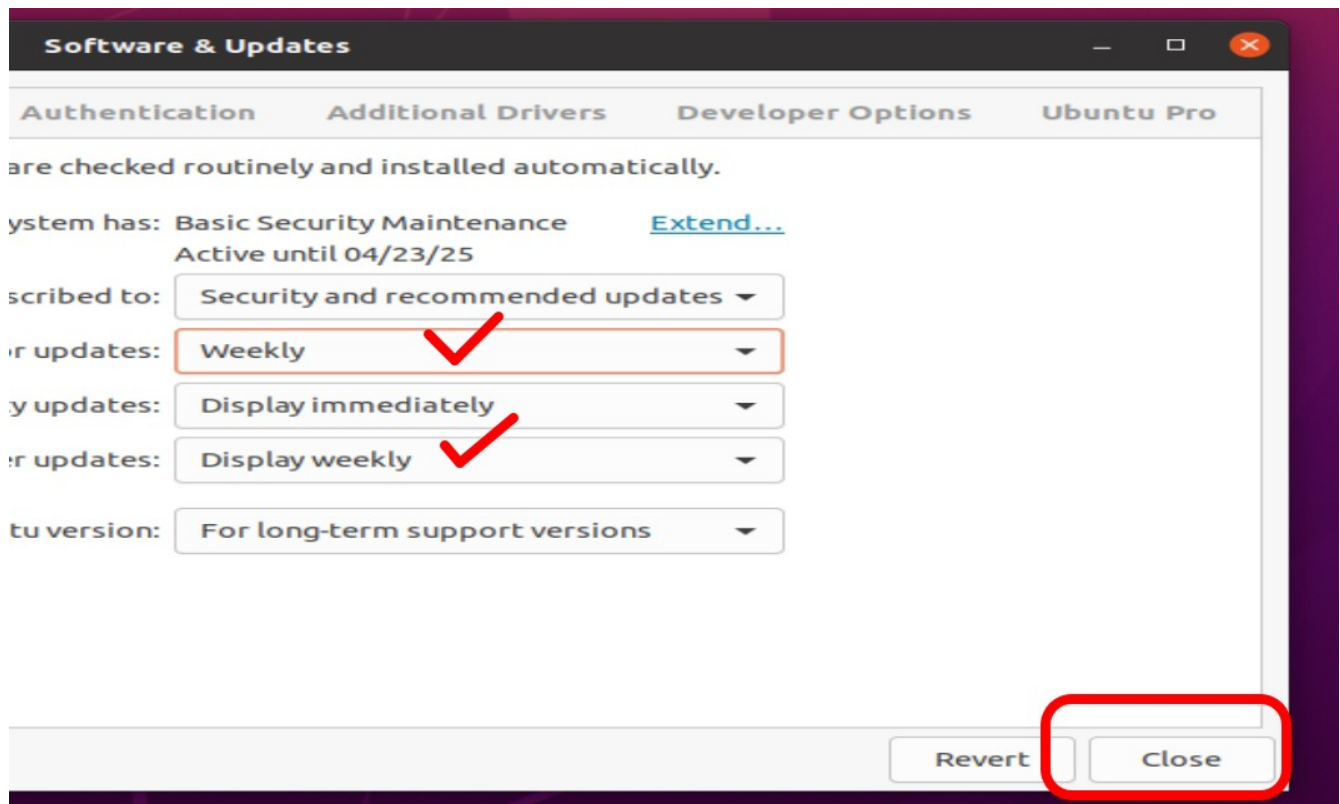 Software & Updates
Authentication Additional Drivers Developer Options Ubuntu Pro
are checked routinely and installed automatically.
ystem has: Basic Security Maintenance Extend...
Active until 04/23/25
scribed to: Security and recommended updates
r updates: Weekly
y updates: Display immediately
er updates: Display weekly
tu version: For long-term support versions
Revert Close